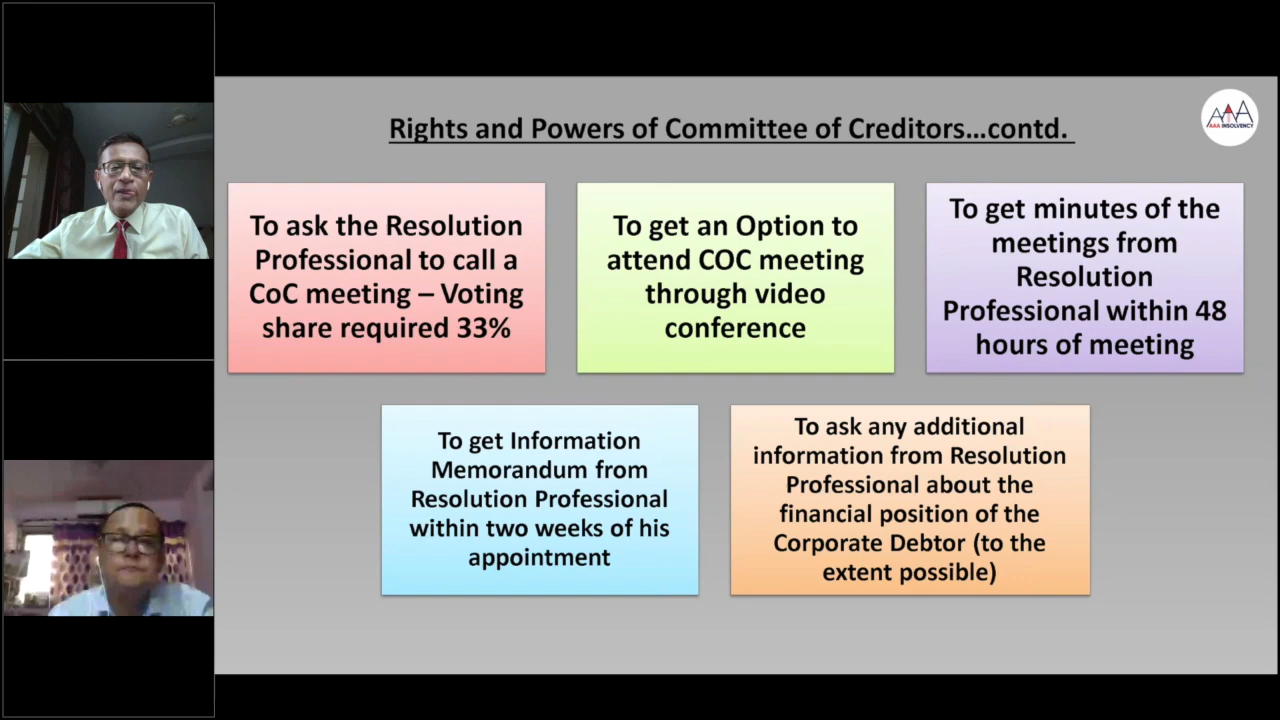 Rights and Powers of Committee of Creditors...contd.
AAA
AAA INSOLVENCY
To ask the Resolution
Professional to call a
CoC meeting – Voting
share required 33%
To get an Option to
attend COC meeting
through video
conference
To get minutes of the
meetings from
Resolution
Professional within 48
hours of meeting
To get Information
Memorandum from
Resolution Professional
within two weeks of his
appointment
To ask any additional
information from Resolution
Professional about the
financial position of the
Corporate Debtor (to the
extent possible)